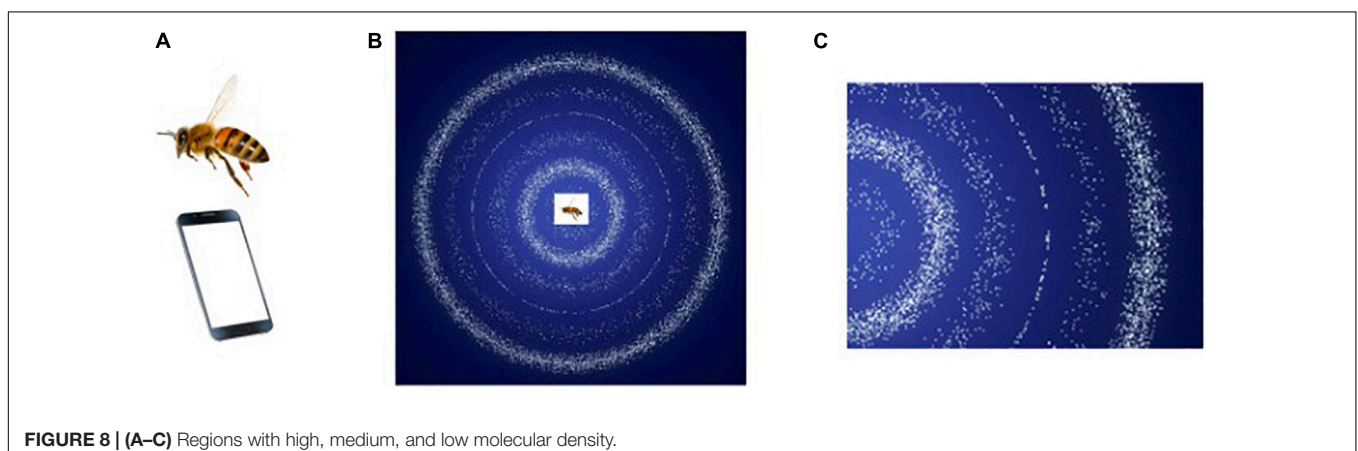 A
B
C
FIGURE 8 | (A–C) Regions with high, medium, and low molecular density.